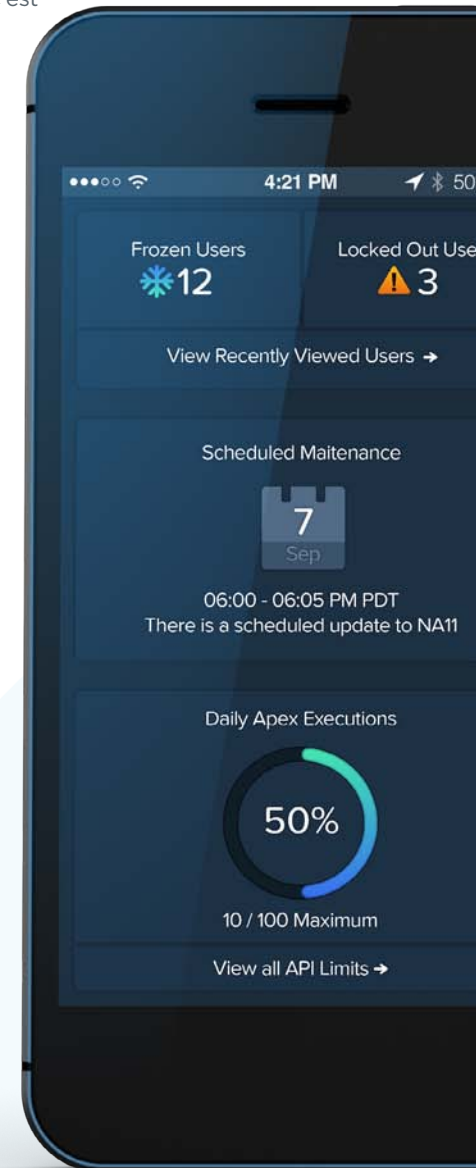 est
4:21 PM 50
Frozen Users
12
Locked Out Use
3
View Recently Viewed Users →
Scheduled Maitenance
7
Sep
06:00 - 06:05 PM PDT
There is a scheduled update to NA11
Daily Apex Executions
50%
10 / 100 Maximum
View all API Limits →